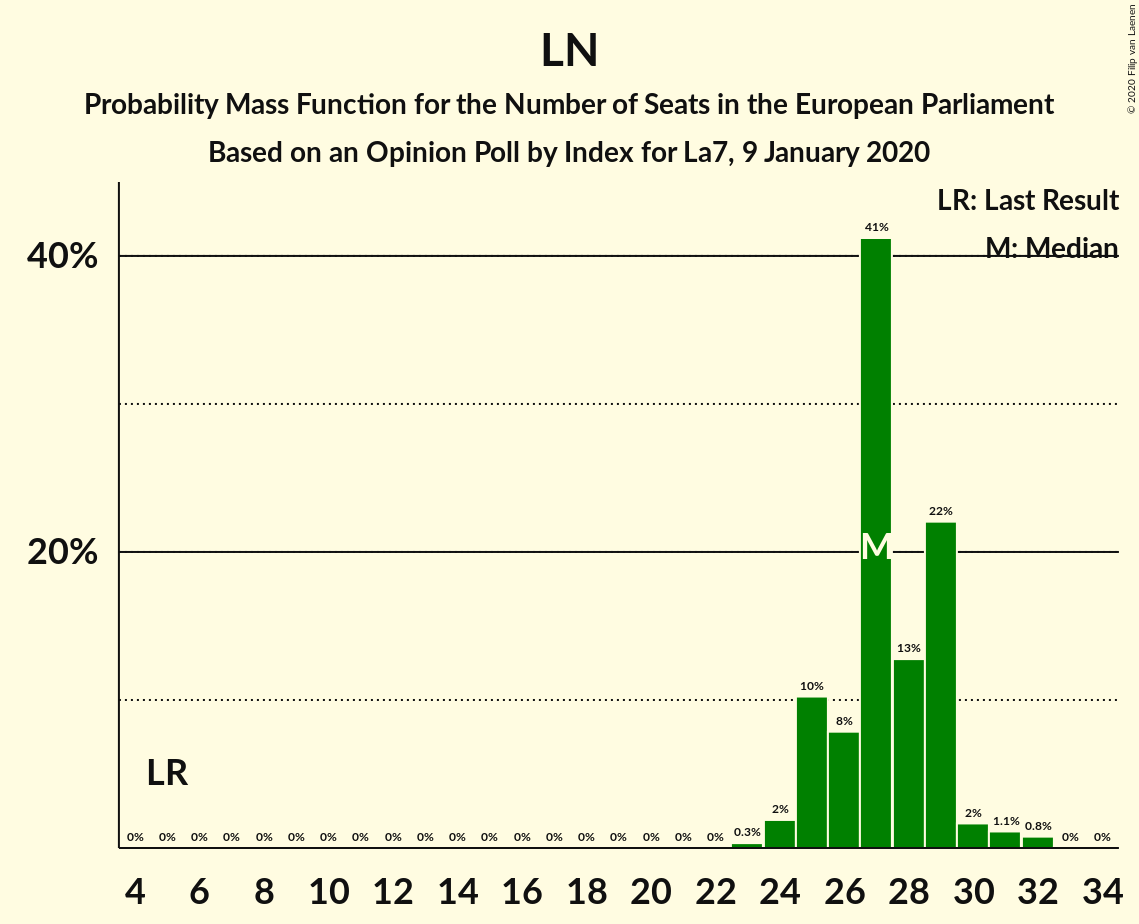 LN
Probability Mass Function for the Number of Seats in the European Parliament
Based on an Opinion Poll by Index for La7, 9 January 2020
© 2020 Filip van Laenen
LR: Last Result
M: Median
40%
20%
41%
22%
13%
10%
8%
2%
0.3%
2%
1.1%
0.8%
M
LR
0% 0% 0% 0% 0% 0% 0% 0% 0% 0% 0% 0% 0% 0% 0% 0% 0% 0% 0% 0% 0%
4 6 8 10 12 14 16 18 20 22 24 26 28 30 32 34